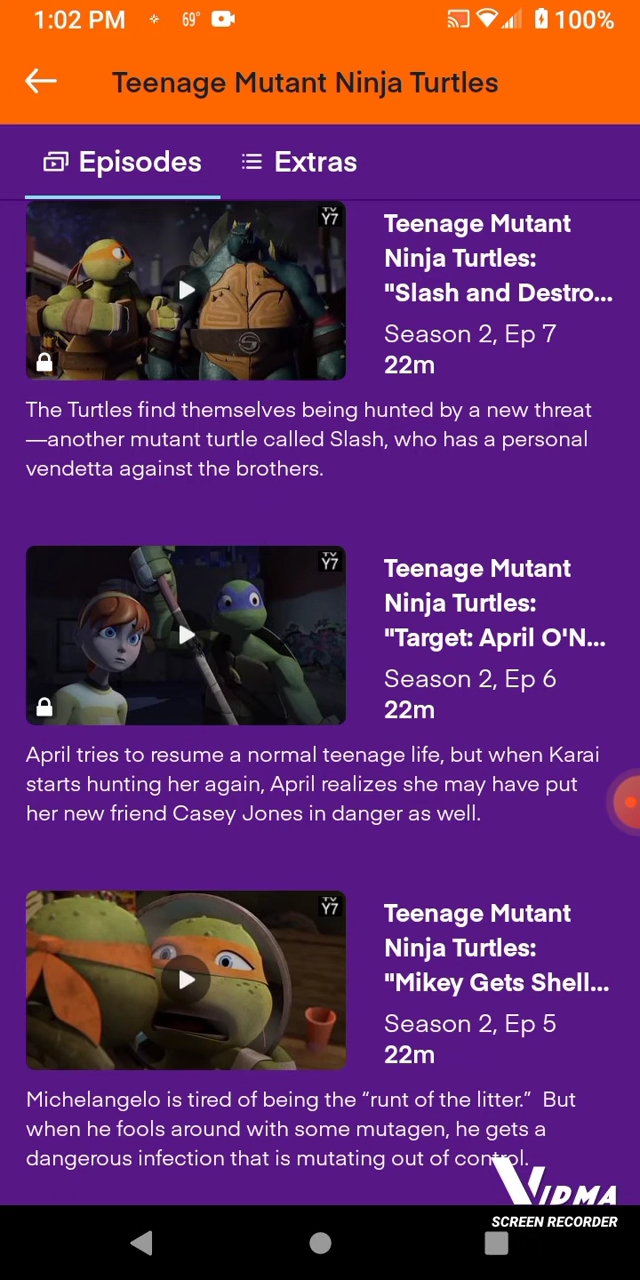 1:02 PM 69° 100%
Teenage Mutant Ninja Turtles
Episodes Extras
TV
Y7
Teenage Mutant
Ninja Turtles:
"Slash and Destro...
Season 2, Ep 7
22m
The Turtles find themselves being hunted by a new threat
—another mutant turtle called Slash, who has a personal
vendetta against the brothers.
TV
Y7
Teenage Mutant
Ninja Turtles:
"Target: April O'N...
Season 2, Ep 6
22m
April tries to resume a normal teenage life, but when Karai
starts hunting her again, April realizes she may have put
her new friend Casey Jones in danger as well.
TV
Y7
Teenage Mutant
Ninja Turtles:
"Mikey Gets Shell...
Season 2, Ep 5
22m
Michelangelo is tired of being the “runt of the litter.”  But
when he fools around with some mutagen, he gets a
dangerous infection that is mutating out of control.
VIDMA
SCREEN RECORDER